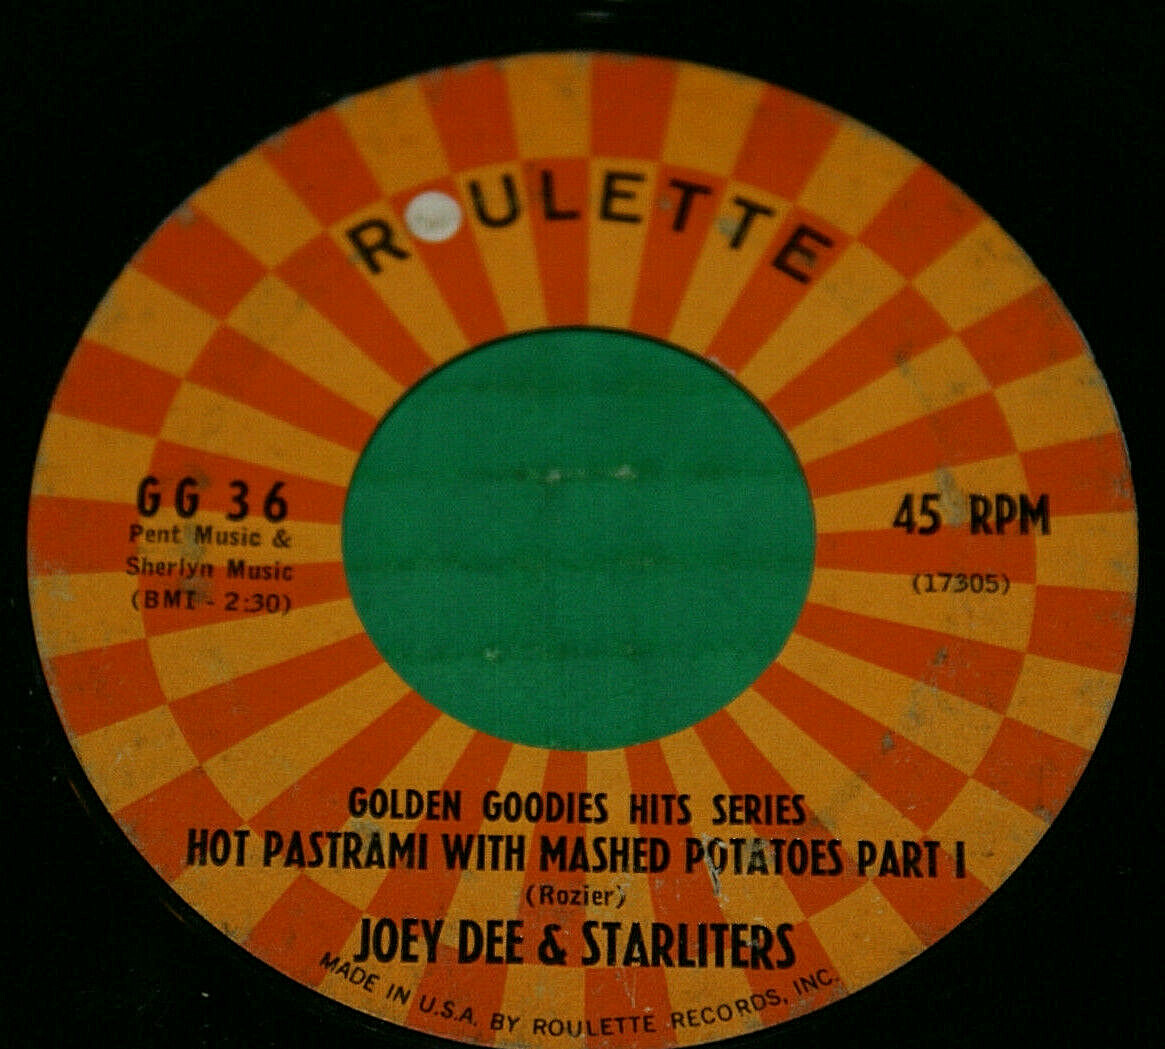 ROULETTE
GG 36
Pent Music &
Sherlyn Music
(BMI - 2:30)
45 RPM
(17305)
GOLDEN GOODIES HITS SERIES
HOT PASTRAMI WITH MASHED POTATOES PART I
(Rozier)
JOEY DEE & STARLITERS
MADE IN U.S.A. BY ROULETTE RECORDS, INC.